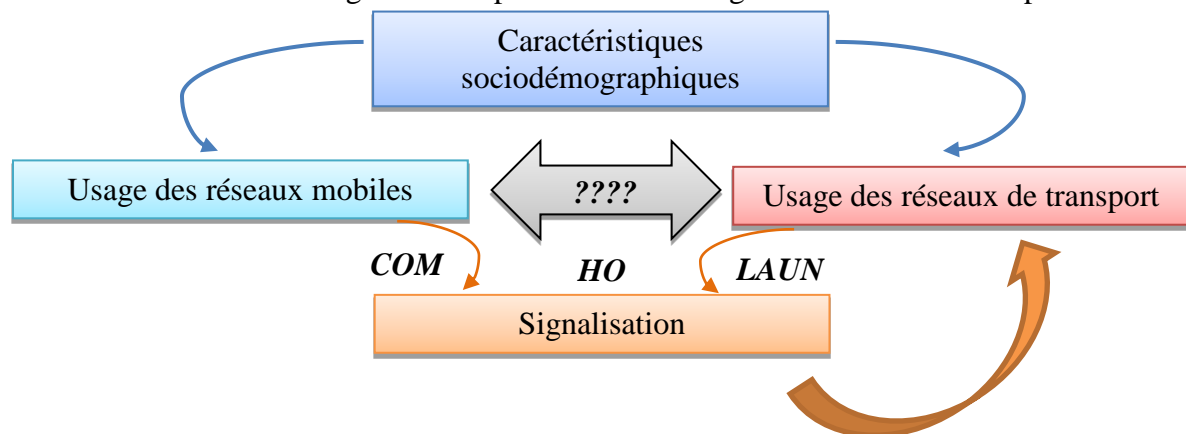 Caractéristiques
sociodémographiques
Usage des réseaux mobiles
????
Usage des réseaux de transport
COM
HO
LAUN
Signalisation